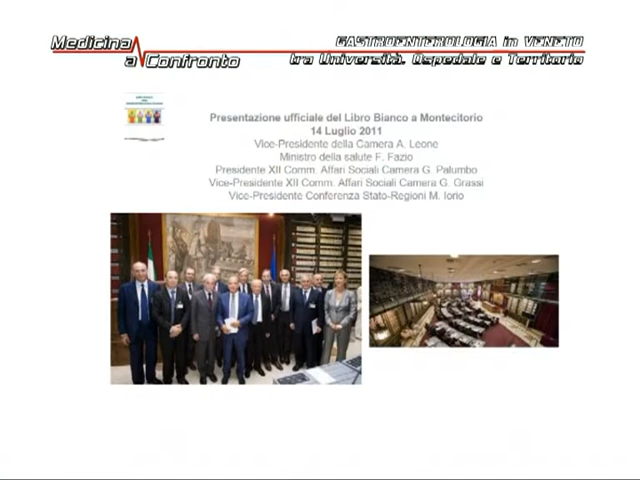 Medicina
a Confronto
GASTROENTEROLOGIA in VENETO
tra Università, Ospedale e Territorio
Presentazione ufficiale del Libro Bianco a Montecitorio
14 Luglio 2011
Vice-Presidente della Camera A. Leone
Ministro della salute F. Fazio
Presidente XII Comm. Affari Sociali Camera G. Palumbo
Vice-Presidente XII Comm. Affari Sociali Camera G. Grassi
Vice-Presidente Conferenza Stato-Regioni M. Iorio